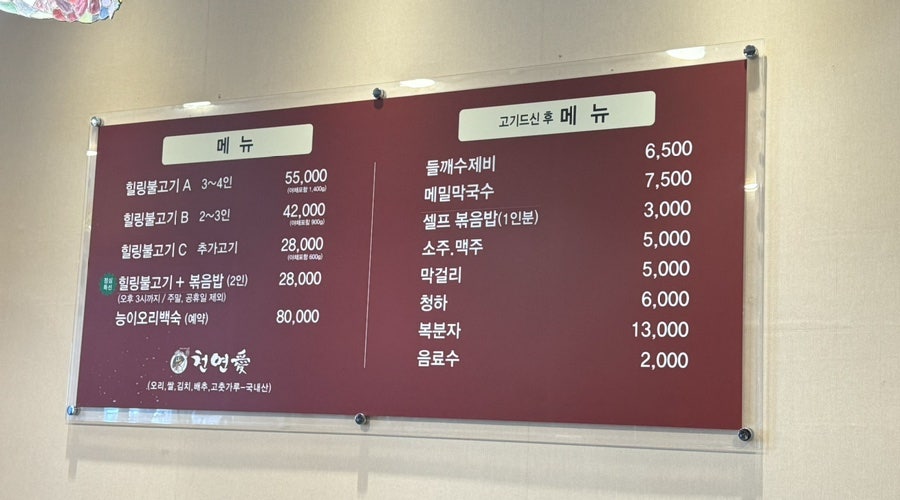 메뉴
힐링불고기 A 3~4인 55,000
(야채포함 1,400g)
힐링불고기 B 2~3인 42,000
(야채포함 900g)
힐링불고기 C 추가고기 28,000
(야채포함 600g)
점심
특선
힐링불고기 + 볶음밥 (2인) 28,000
(오후 3시까지 / 주말, 공휴일 제외)
능이오리백숙 (예약) 80,000
천연愛
(오리,쌀,김치,배추,고춧가루-국내산)
고기드신 후 메뉴
들깨수제비 6,500
메밀막국수 7,500
셀프 볶음밥(1인분) 3,000
소주.맥주 5,000
막걸리 5,000
청하 6,000
복분자 13,000
음료수 2,000